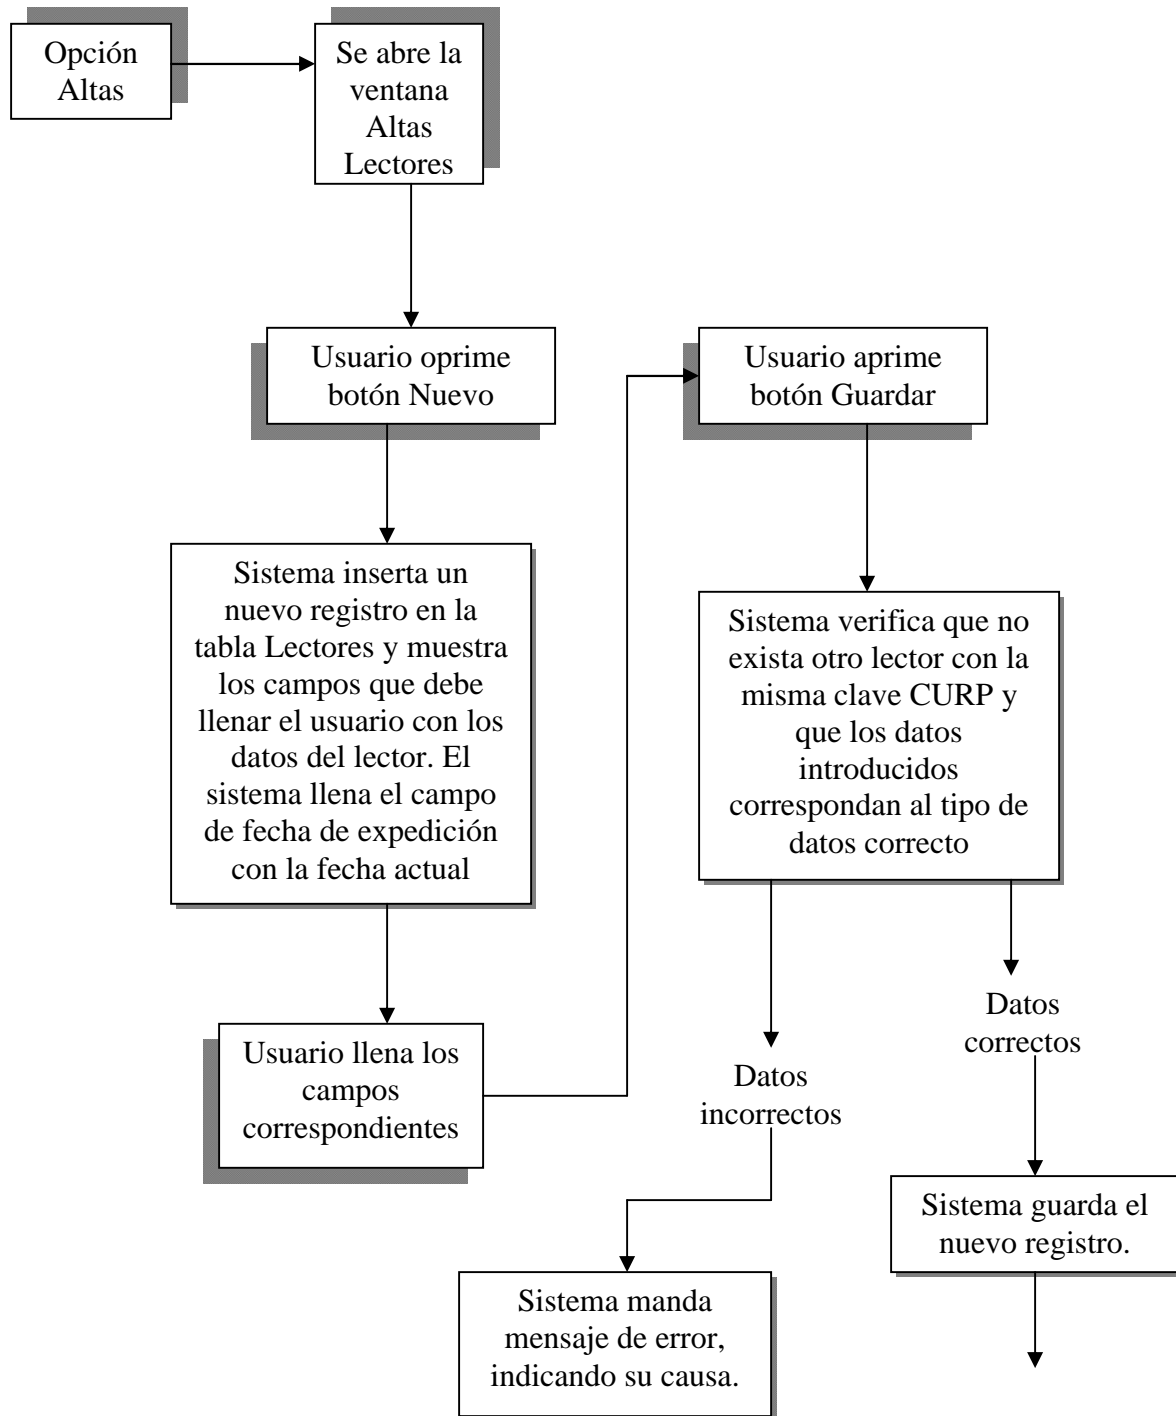 Opción
Altas
Se abre la
ventana
Altas
Lectores
Usuario oprime
botón Nuevo
Sistema inserta un
nuevo registro en la
tabla Lectores y muestra
los campos que debe
llenar el usuario con los
datos del lector. El
sistema llena el campo
de fecha de expedición
con la fecha actual
Usuario llena los
campos
correspondientes
Usuario aprime
botón Guardar
Sistema verifica que no
exista otro lector con la
misma clave CURP y
que los datos
introducidos
correspondan al tipo de
datos correcto
Datos
incorrectos
Sistema manda
mensaje de error,
indicando su causa.
Datos
correctos
Sistema guarda el
nuevo registro.